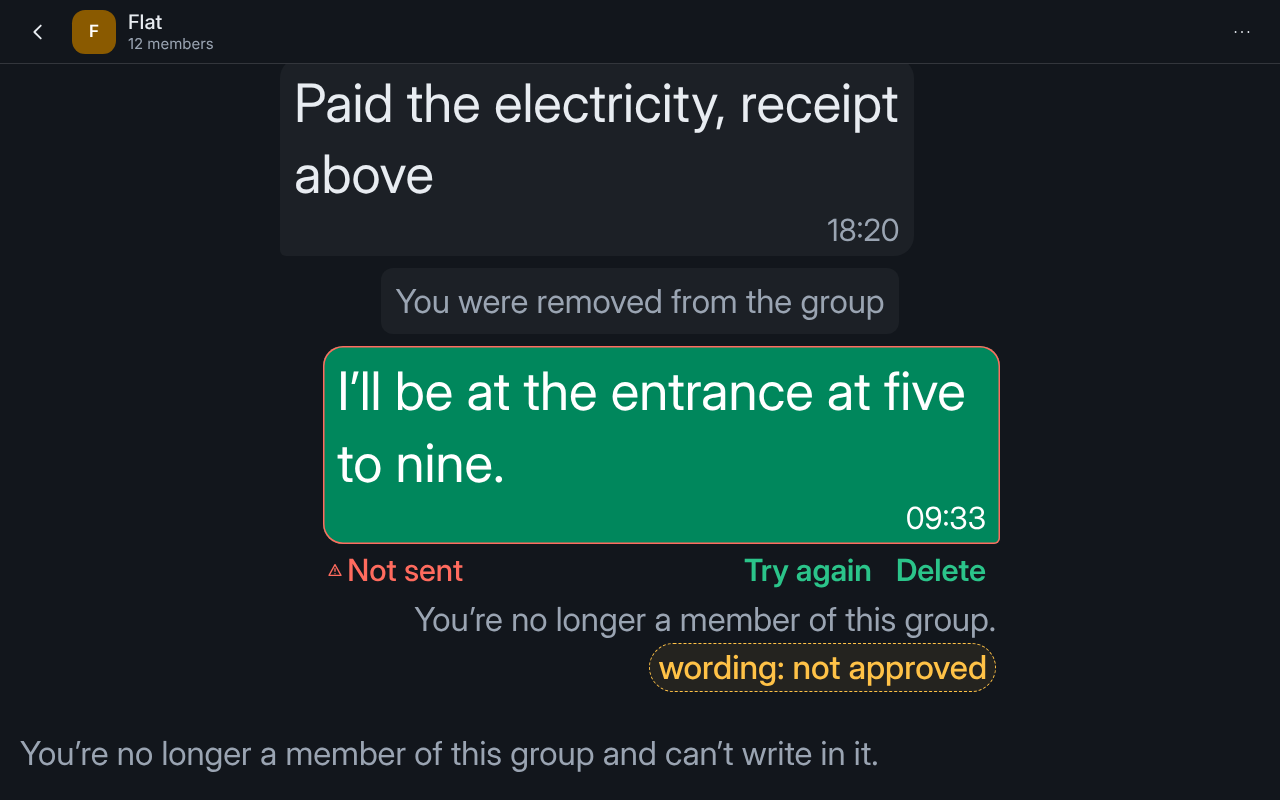 F
Flat
12 members
...
Paid the electricity, receipt
above
18:20
You were removed from the group
I’ll be at the entrance at five
to nine.
09:33
Not sent
Try again
Delete
You’re no longer a member of this group.
wording: not approved
You’re no longer a member of this group and can’t write in it.